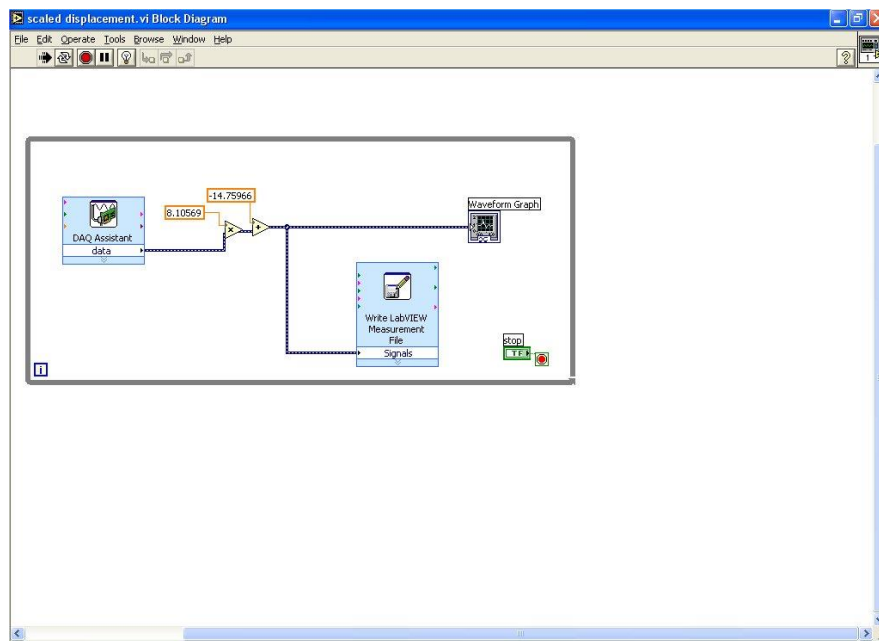 scaled displacement.vi Block Diagram
File Edit Operate Tools Browse Window Help
1
-14.75966
8.10569
Waveform Graph
DAQ Assistant
data
Write LabVIEW
Measurement
File
Signals
stop
TF
i